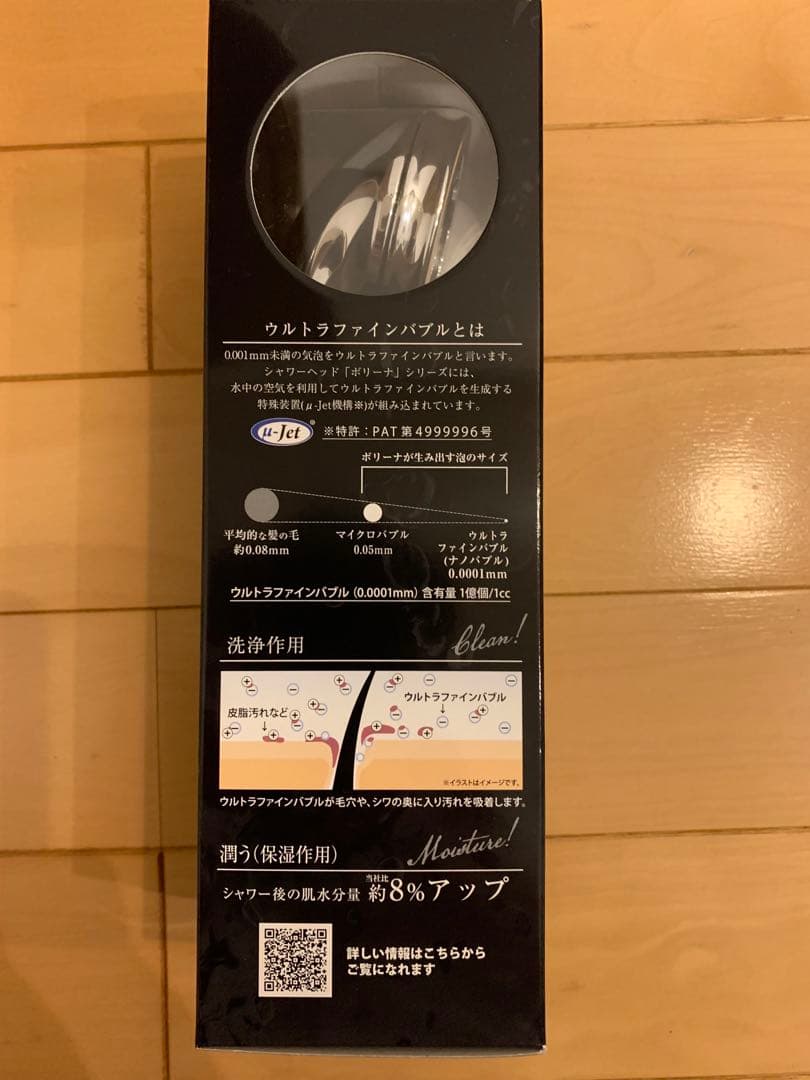 ウルトラファインバブルとは
0.001mm未満の気泡をウルトラファインバブルと言います。
シャワーヘッド「ボリーナ」シリーズには、
水中の空気を利用してウルトラファインバブルを生成する
特殊装置(μ-Jet機構※)が組み込まれています。
μ-Jet® ※特許：PAT第4999996号
ボリーナが生み出す泡のサイズ
平均的な髪の毛
約0.08mm
マイクロバブル
0.05mm
ウルトラ
ファインバブル
(ナノバブル)
0.0001mm
ウルトラファインバブル（0.0001mm）含有量 1億個/1cc
洗浄作用
Clean!
皮脂汚れなど
ウルトラファインバブル
※イラストはイメージです。
ウルトラファインバブルが毛穴や、シワの奥に入り汚れを吸着します。
潤う（保湿作用）
Moisture!
シャワー後の肌水分量 当社比 約8%アップ
詳しい情報はこちらから
ご覧になれます